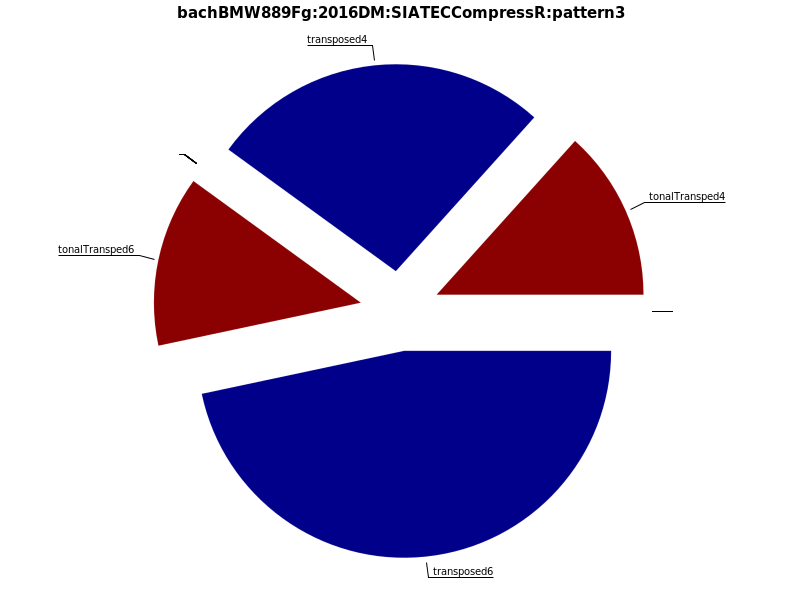 bachBMW889Fg:2016DM:SIATECCompressR:pattern3
transposed4
tonalTransped4
tonalTransped6
transposed6